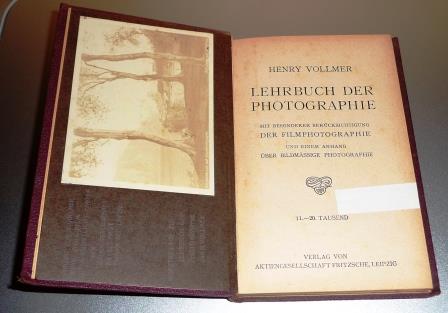 HENRY VOLLMER
LEHRBUCH DER
PHOTOGRAPHIE
MIT BESONDERER BERÜCKSICHTIGUNG
DER FILMPHOTOGRAPHIE
UND EINEM ANHANG
ÜBER BILDMÄSSIGE PHOTOGRAPHIE
11.—20. TAUSEND
VERLAG VON
AKTIENGESELLSCHAFT FRITZSCHE, LEIPZIG